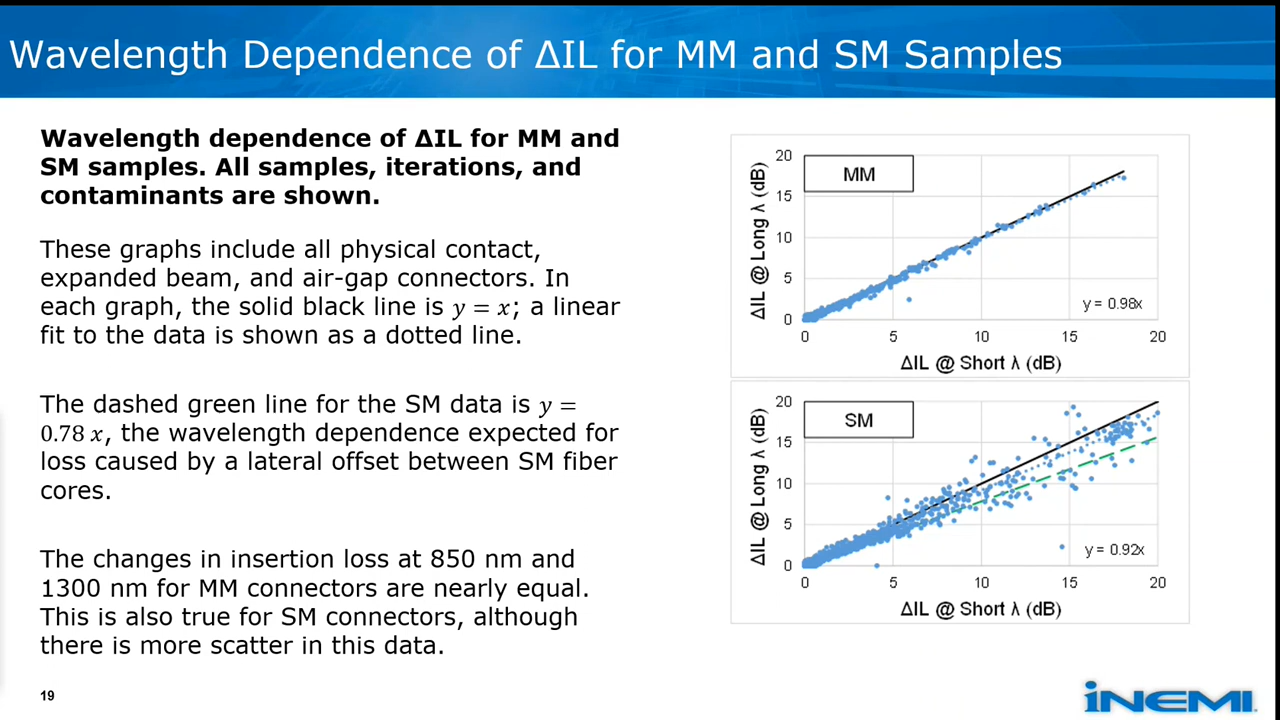 Wavelength Dependence of ΔIL for MM and SM Samples
Wavelength dependence of ΔIL for MM and
SM samples. All samples, iterations, and
contaminants are shown.
These graphs include all physical contact,
expanded beam, and air-gap connectors. In
each graph, the solid black line is y = x; a linear
fit to the data is shown as a dotted line.
The dashed green line for the SM data is y =
0.78 x, the wavelength dependence expected for
loss caused by a lateral offset between SM fiber
cores.
The changes in insertion loss at 850 nm and
1300 nm for MM connectors are nearly equal.
This is also true for SM connectors, although
there is more scatter in this data.
MM
ΔIL @ Long λ (dB)
20
15
10
5
0
y = 0.98x
0 5 10 15 20
ΔIL @ Short λ (dB)
SM
ΔIL @ Long λ (dB)
20
15
10
5
0
y = 0.92x
0 5 10 15 20
ΔIL @ Short λ (dB)
19
iNEMI